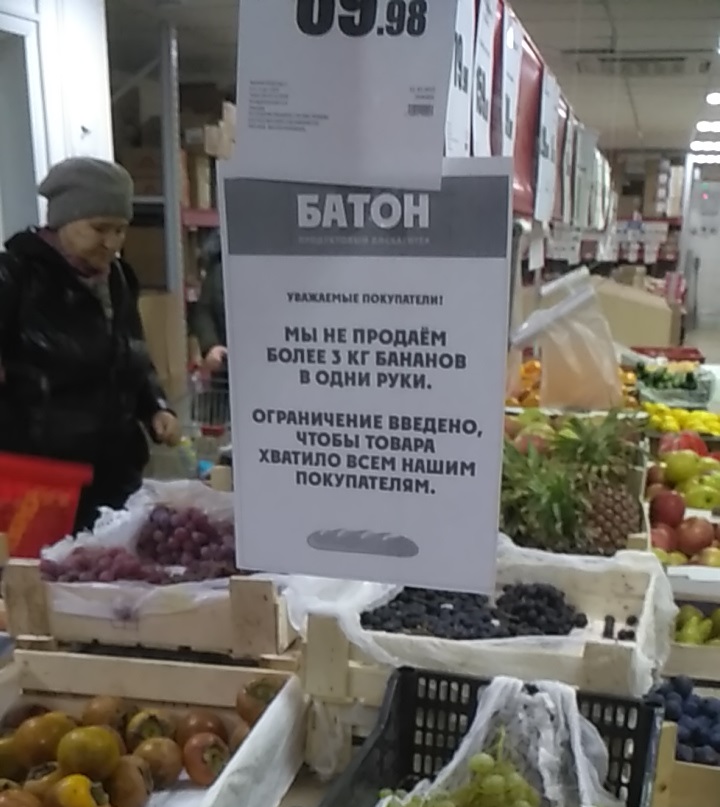 69.98
БАТОН
УВАЖАЕМЫЕ ПОКУПАТЕЛИ!
МЫ НЕ ПРОДАЁМ
БОЛЕЕ 3 КГ БАНАНОВ
В ОДНИ РУКИ.
ОГРАНИЧЕНИЕ ВВЕДЕНО,
ЧТОБЫ ТОВАРА
ХВАТИЛО ВСЕМ НАШИМ
ПОКУПАТЕЛЯМ.